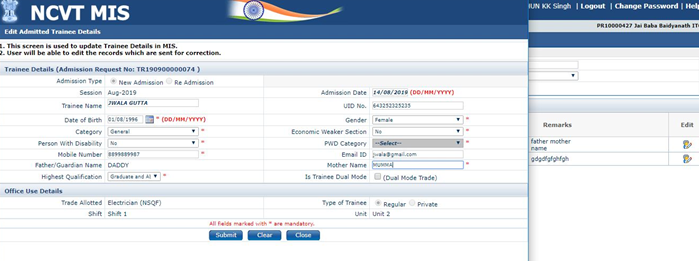 NCVT MIS
HUN KK Singh | Logout | Change Password | Help
PR10000427 Jai Baba Baidyanath IT
Edit Admitted Trainee Details
1. This screen is used to update Trainee Details in MIS.
2. User will be able to edit the records which are sent for correction.
Trainee Details (Admission Request No: TR190900000074 )
Admission Type New Admission Re Admission
Session Aug-2019 Admission Date 14/08/2019 (DD/MM/YYYY)
Trainee Name JWALA GUTTA UID No. 643252325235
Date of Birth 01/08/1996 * (DD/MM/YYYY) Gender Female *
Category General * Economic Weaker Section No *
Person With Disability No * PWD Category --Select-- *
Mobile Number 8899889987 * Email ID jwala@gmail.com
Father/Guardian Name DADDY Mother Name *
Highest Qualification Graduate and Al * Is Trainee Dual Mode (Dual Mode Trade)
Office Use Details
Trade Allotted Electrician (NSQF) Type of Trainee Regular Private
Shift Shift 1 Unit Unit 2
All Fields marked with * are mandatory.
Submit Clear Close
Remarks Edit
father mother
name
gdgdfgfghfgh